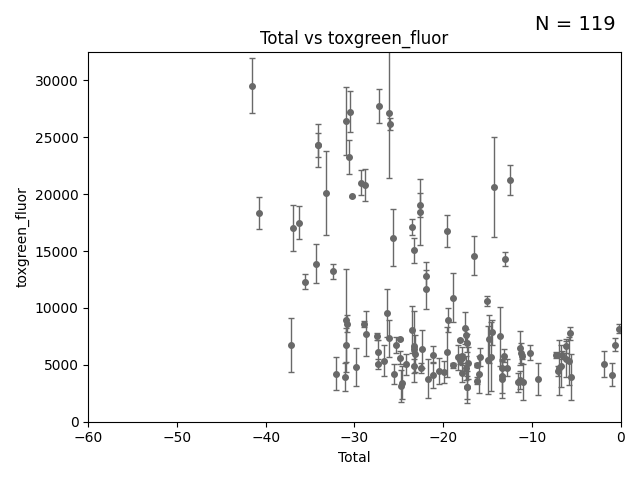 N = 119
Total vs toxgreen_fluor
30000
25000
20000
15000
10000
5000
0
toxgreen_fluor
−60 −50 −40 −30 −20 −10 0
Total